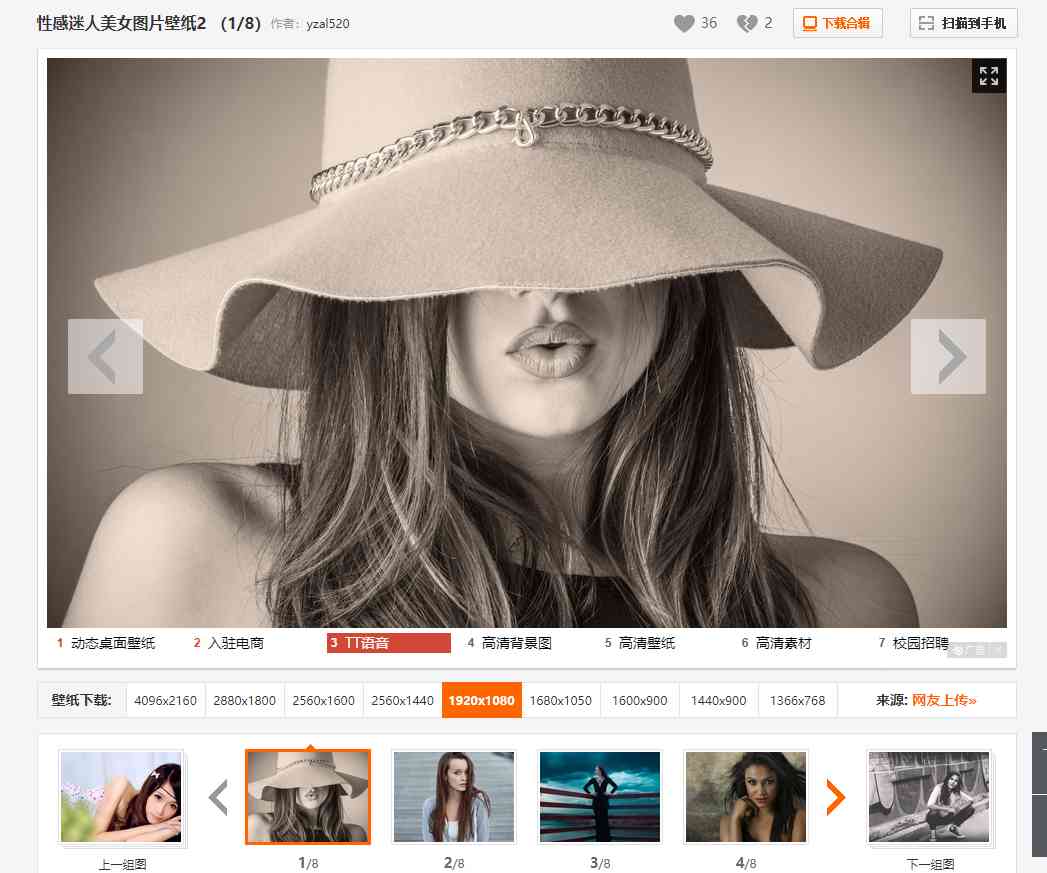 性感迷人美女图片壁纸2 （1/8） 作者：yzal520 36 2 下载合辑 扫描到手机
1 动态桌面壁纸 2 入驻电商 3 TT语音 4 高清背景图 5 高清壁纸 6 高清素材 7 校园招聘
广告
壁纸下载: 4096x2160 2880x1800 2560x1600 2560x1440 1920x1080 1680x1050 1600x900 1440x900 1366x768 来源: 网友上传»
上一组图 1/8 2/8 3/8 4/8 下一组图